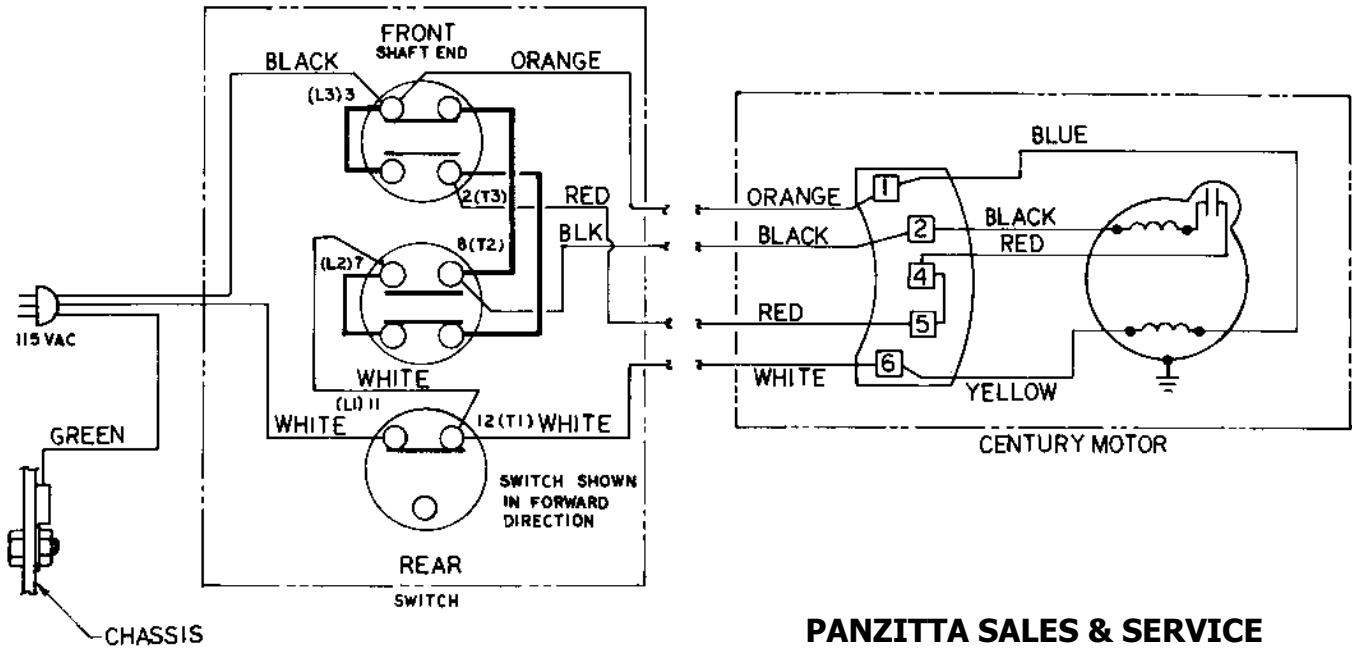 FRONT
SHAFT END
BLACK
ORANGE
(L3) 3
2(T3)
RED
8(T2)
BLK
(L2) 7
WHITE
(L1) 11
WHITE
12(T1)
WHITE
SWITCH SHOWN
IN FORWARD
DIRECTION
REAR
SWITCH
115 VAC
GREEN
CHASSIS
BLUE
ORANGE
1
BLACK
2
BLACK
RED
4
RED
5
WHITE
6
YELLOW
CENTURY MOTOR
PANZITTA SALES & SERVICE